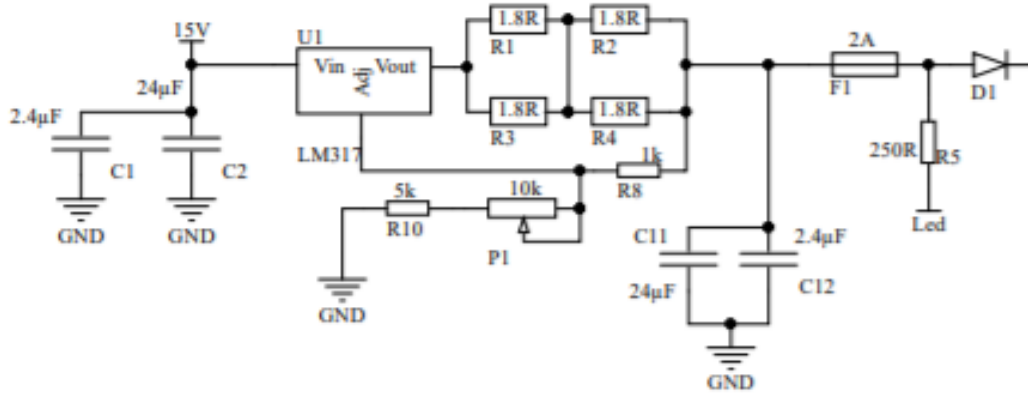 15V
U1
1.8R
1.8R
R1
R2
Vin
Adj
Vout
2A
F1
D1
24µF
2.4µF
1.8R
1.8R
R3
R4
C1
C2
LM317
1k
R8
250R
R5
5k
10k
R10
P1
Led
GND
GND
C11
2.4µF
24µF
C12
GND
GND